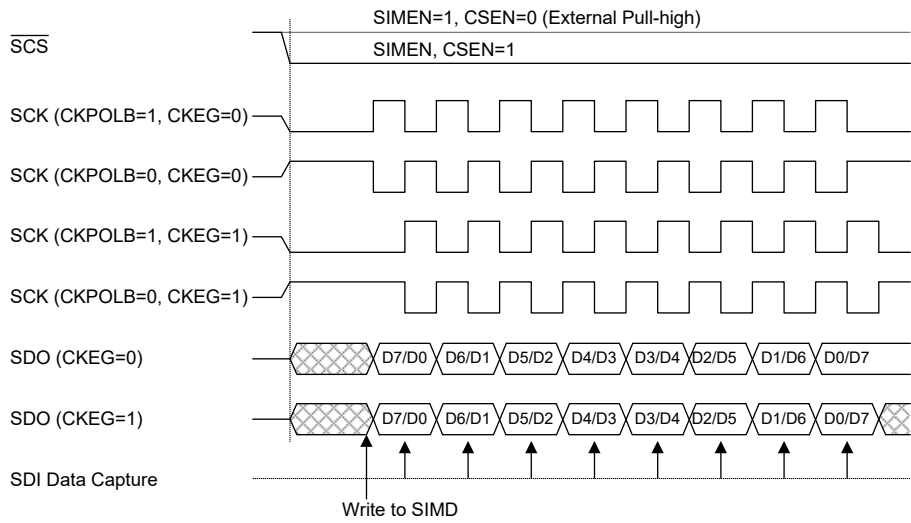 SIMEN=1, CSEN=0 (External Pull-high)
SCS
SIMEN, CSEN=1
SCK (CKPOLB=1, CKEG=0)
SCK (CKPOLB=0, CKEG=0)
SCK (CKPOLB=1, CKEG=1)
SCK (CKPOLB=0, CKEG=1)
SDO (CKEG=0) D7/D0 D6/D1 D5/D2 D4/D3 D3/D4 D2/D5 D1/D6 D0/D7
SDO (CKEG=1) D7/D0 D6/D1 D5/D2 D4/D3 D3/D4 D2/D5 D1/D6 D0/D7
SDI Data Capture
Write to SIMD